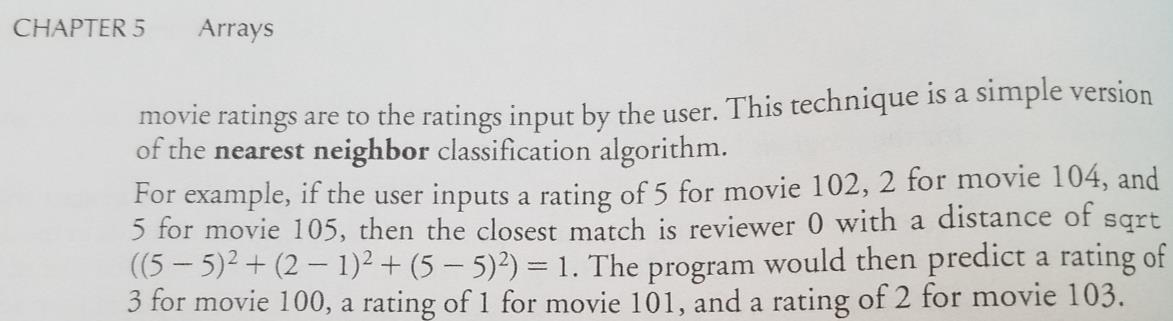 CHAPTER 5 Arrays
movie ratings are to the ratings input by the user. This technique is a simple version
of the nearest neighbor classification algorithm.
For example, if the user inputs a rating of 5 for movie 102, 2 for movie 104, and
5 for movie 105, then the closest match is reviewer 0 with a distance of sqrt
((5 – 5)² + (2 – 1)² + (5 – 5)²) = 1. The program would then predict a rating of
3 for movie 100, a rating of 1 for movie 101, and a rating of 2 for movie 103.